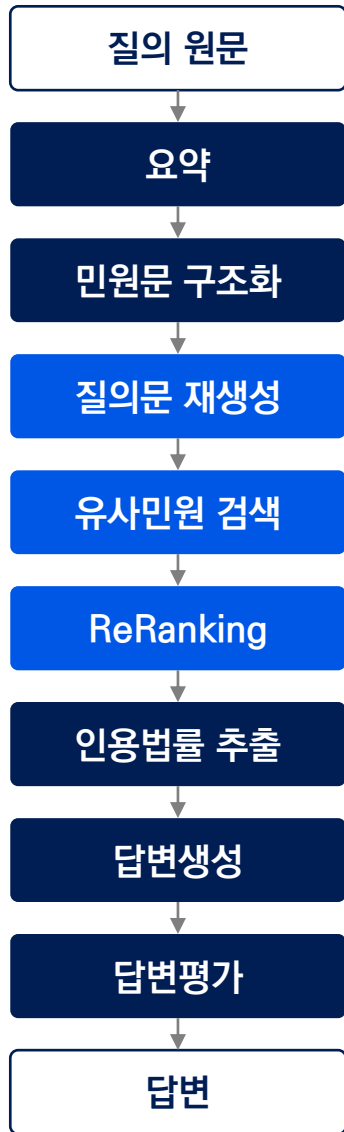 질의 원문
요약
민원문 구조화
질의문 재생성
유사민원 검색
ReRanking
인용법률 추출
답변생성
답변평가
답변